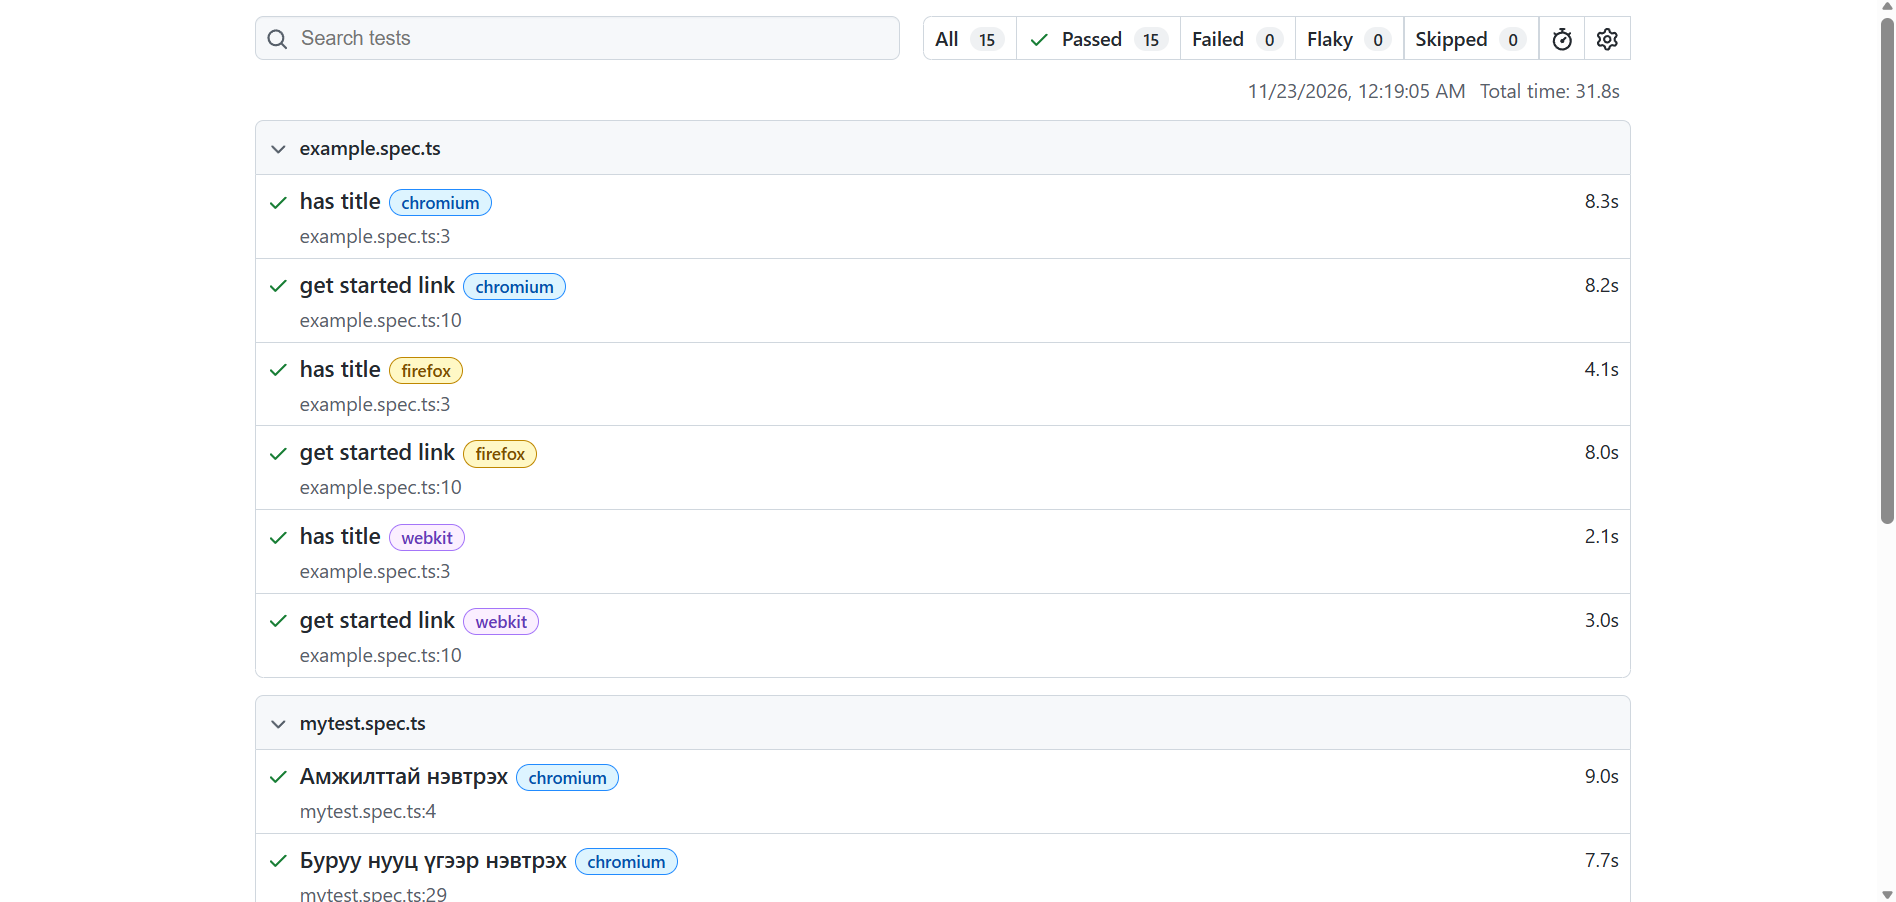 Search tests
All 15 Passed 15 Failed 0 Flaky 0 Skipped 0
11/23/2026, 12:19:05 AM Total time: 31.8s
example.spec.ts
has title chromium 8.3s
example.spec.ts:3
get started link chromium 8.2s
example.spec.ts:10
has title firefox 4.1s
example.spec.ts:3
get started link firefox 8.0s
example.spec.ts:10
has title webkit 2.1s
example.spec.ts:3
get started link webkit 3.0s
example.spec.ts:10
mytest.spec.ts
Амжилттай нэвтрэх chromium 9.0s
mytest.spec.ts:4
Буруу нууц үгээр нэвтрэх chromium 7.7s
mytest.spec.ts:29